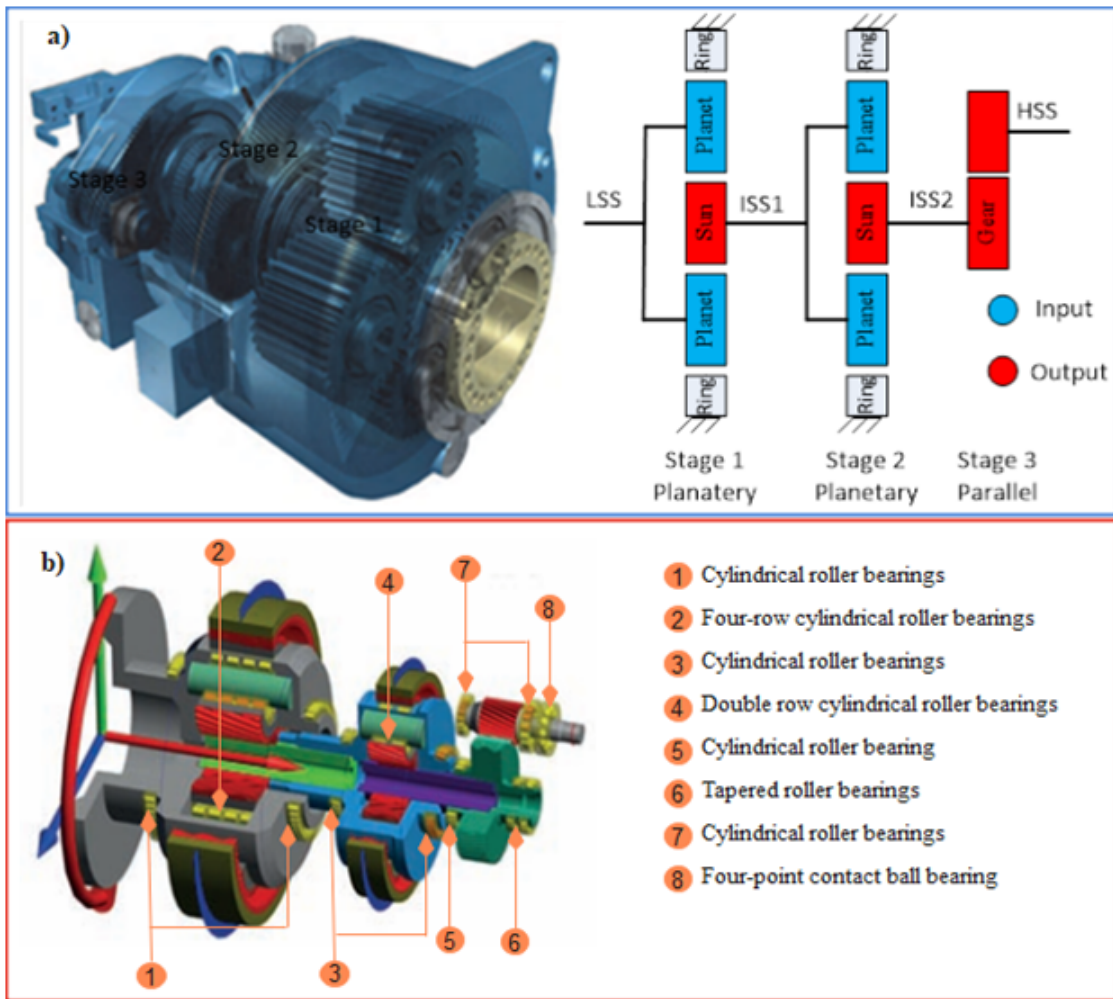 a)
Stage 2
Stage 3
Stage 1
Ring
Ring
Planet
Planet
HSS
LSS
Sun
ISS1
Sun
ISS2
Gear
Planet
Planet
Input
Output
Ring
Ring
Stage 1
Planatery
Stage 2
Planetary
Stage 3
Parallel
b)
2
4
7
8
1
3
5
6
1 Cylindrical roller bearings
2 Four-row cylindrical roller bearings
3 Cylindrical roller bearings
4 Double row cylindrical roller bearings
5 Cylindrical roller bearing
6 Tapered roller bearings
7 Cylindrical roller bearings
8 Four-point contact ball bearing